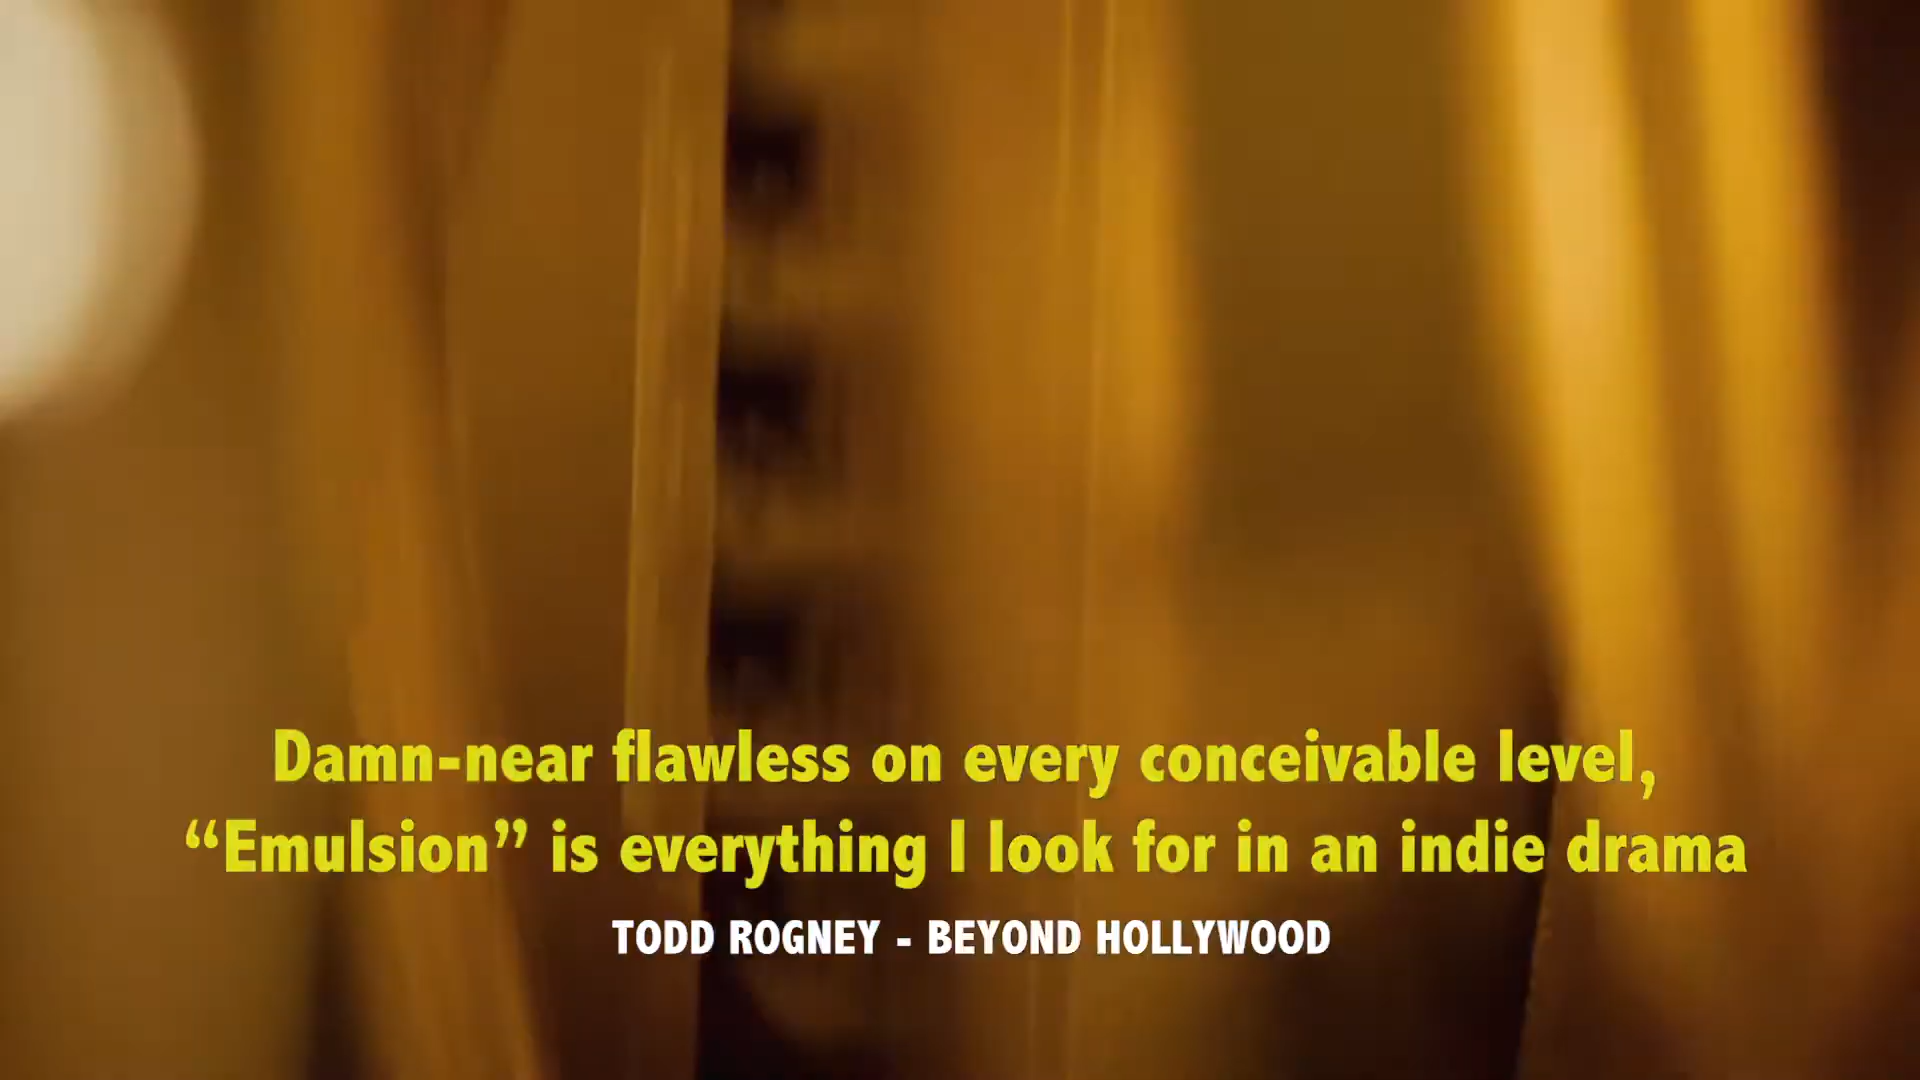 Damn-near flawless on every conceivable level,
“Emulsion” is everything I look for in an indie drama
TODD ROGNEY - BEYOND HOLLYWOOD